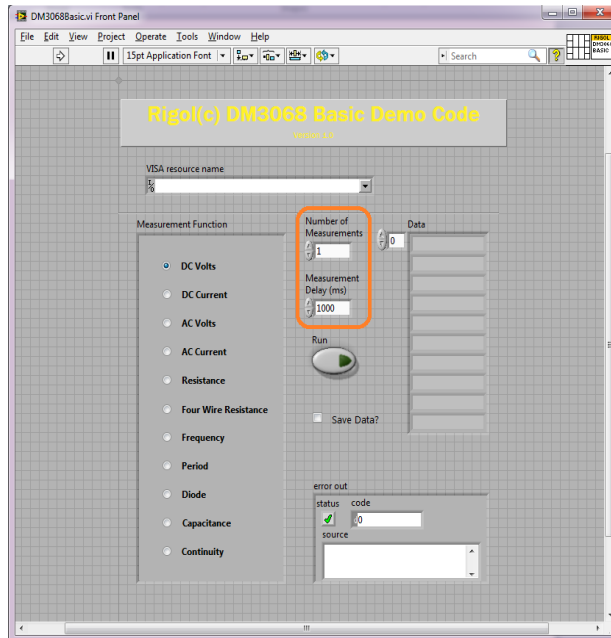 DM3068Basic.vi Front Panel
File Edit View Project Operate Tools Window Help
15pt Application Font
Search
RIGOL
DM3068
BASIC
Rigol(c) DM3068 Basic Demo Code
VISA resource name
Measurement Function
DC Volts
DC Current
AC Volts
AC Current
Resistance
Four Wire Resistance
Frequency
Period
Diode
Capacitance
Continuity
Number of
Measurements
1
Measurement
Delay (ms)
1000
Run
Save Data?
0
Data
error out
status code
0
source